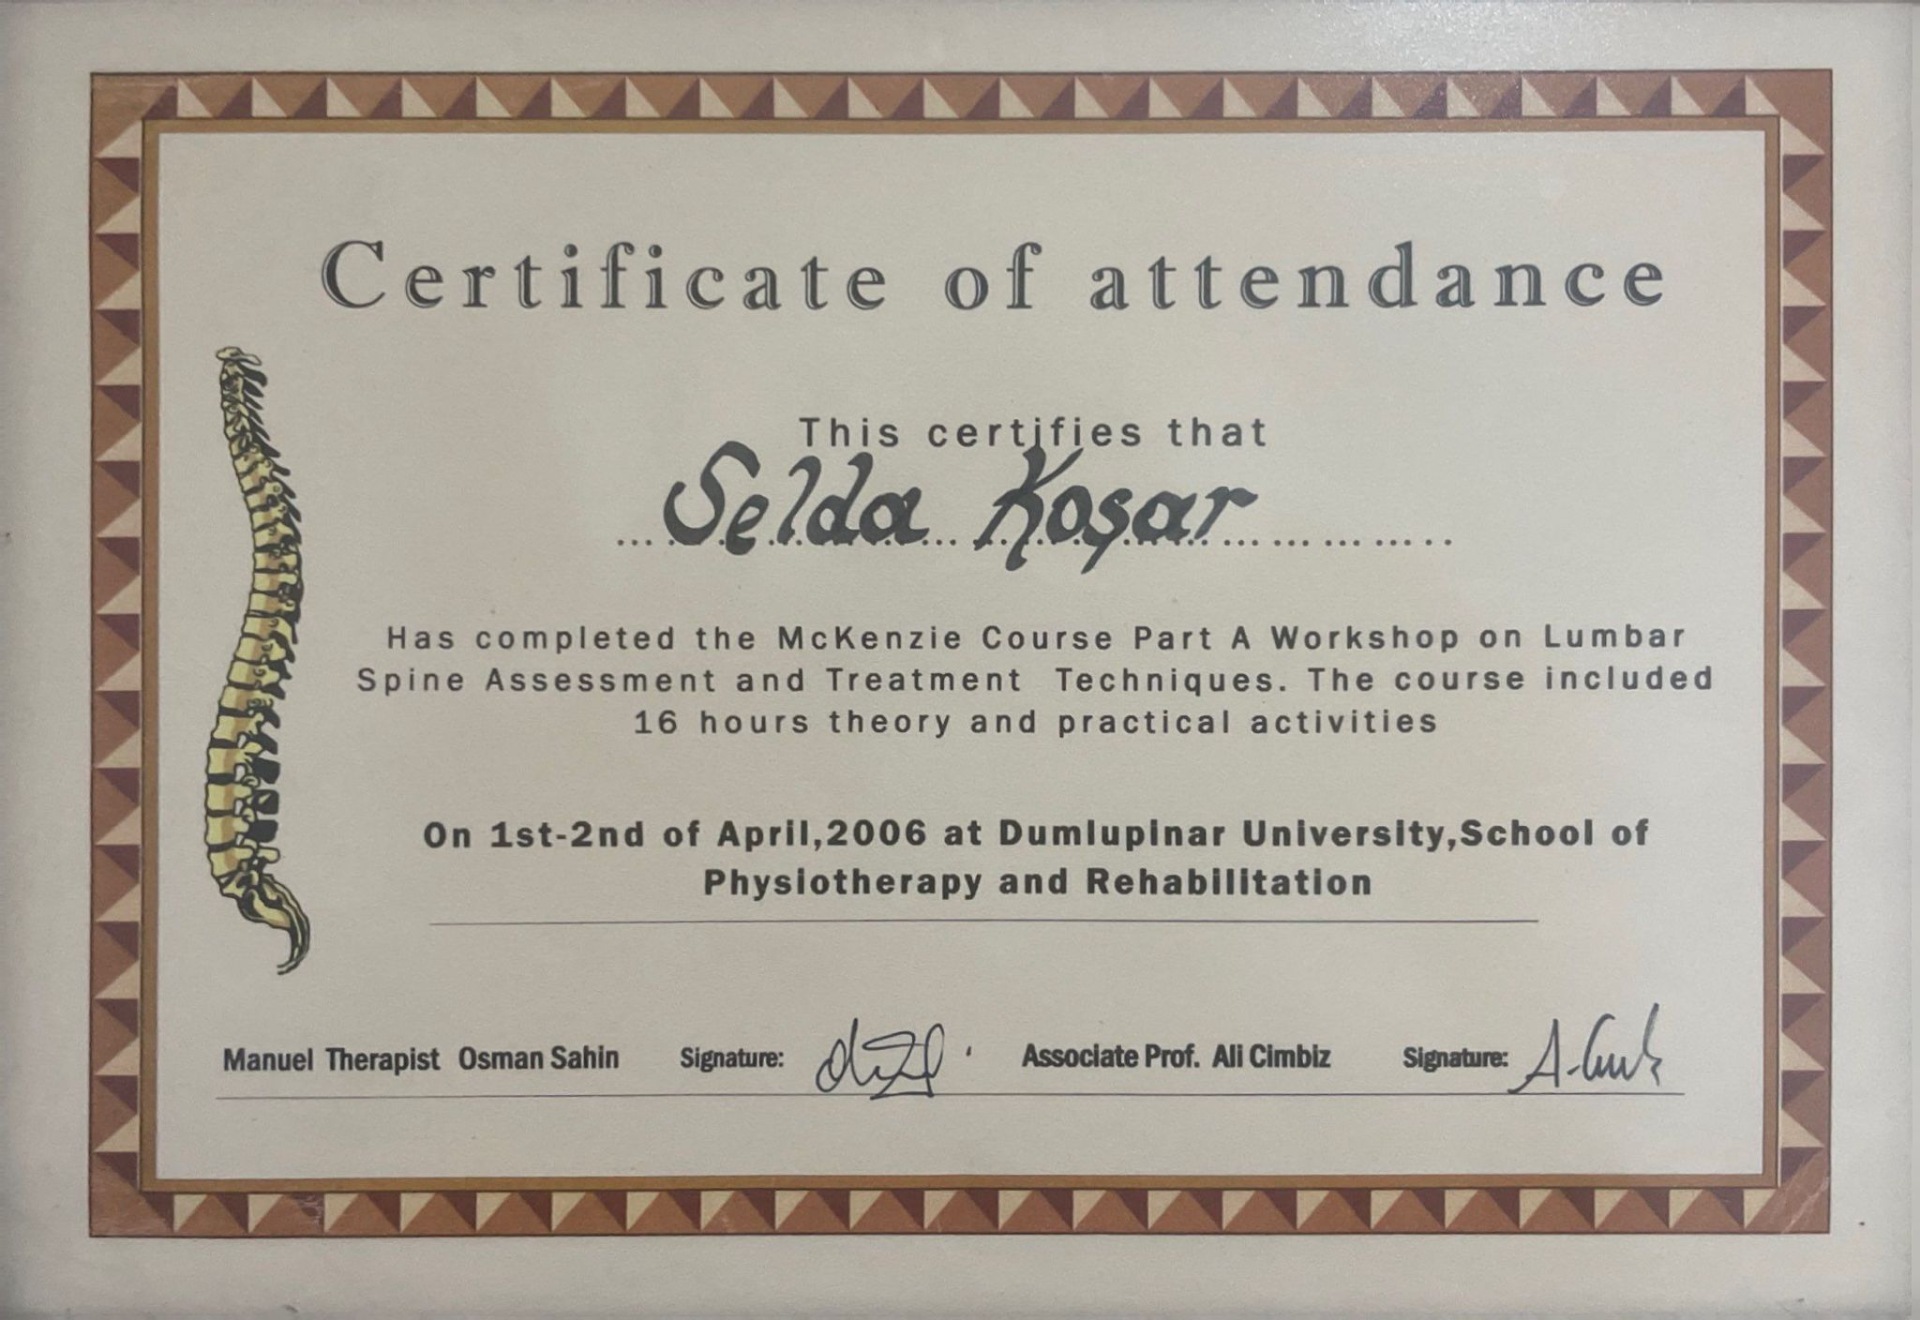 Certificate of attendance
This certifies that
Selda Koşar
Has completed the McKenzie Course Part A Workshop on Lumbar
Spine Assessment and Treatment Techniques. The course included
16 hours theory and practical activities
On 1st-2nd of April,2006 at Dumlupinar University,School of
Physiotherapy and Rehabilitation
Manuel Therapist Osman Sahin Signature: Associate Prof. Ali Cimbiz Signature: